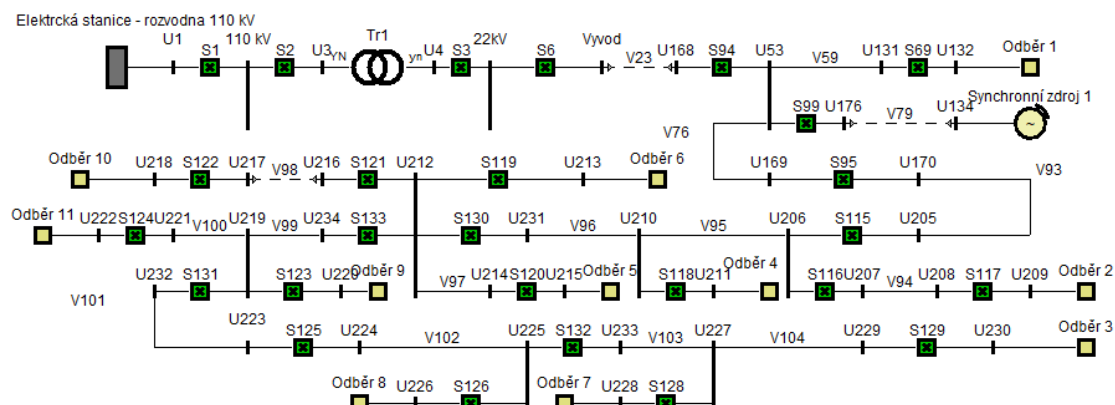 Elektrcká stanice - rozvodna 110 kV
U1 S1 110 kV S2 U3 YN Tr1 yn U4 S3 22kV S6 Vyvod V23 U168 S94 U53 V59 U131 S69 U132 Odběr 1
S99 U176 V79 U134 Synchronní zdroj 1
~
V76
Odběr 10 U218 S122 U217 V98 U216 S121 U212 S119 U213 Odběr 6 U169 S95 U170 V93
Odběr 11 U222 S124 U221 V100 U219 V99 U234 S133 S130 U231 V96 U210 V95 U206 S115 U205
U232 S131 S123 U220 Odběr 9 V97 U214 S120 U215 Odběr 5 S118 U211 Odběr 4 S116 U207 V94 U208 S117 U209 Odběr 2
V101
U223 S125 U224 V102 U225 S132 U233 V103 U227 V104 U229 S129 U230 Odběr 3
Odběr 8 U226 S126 Odběr 7 U228 S128